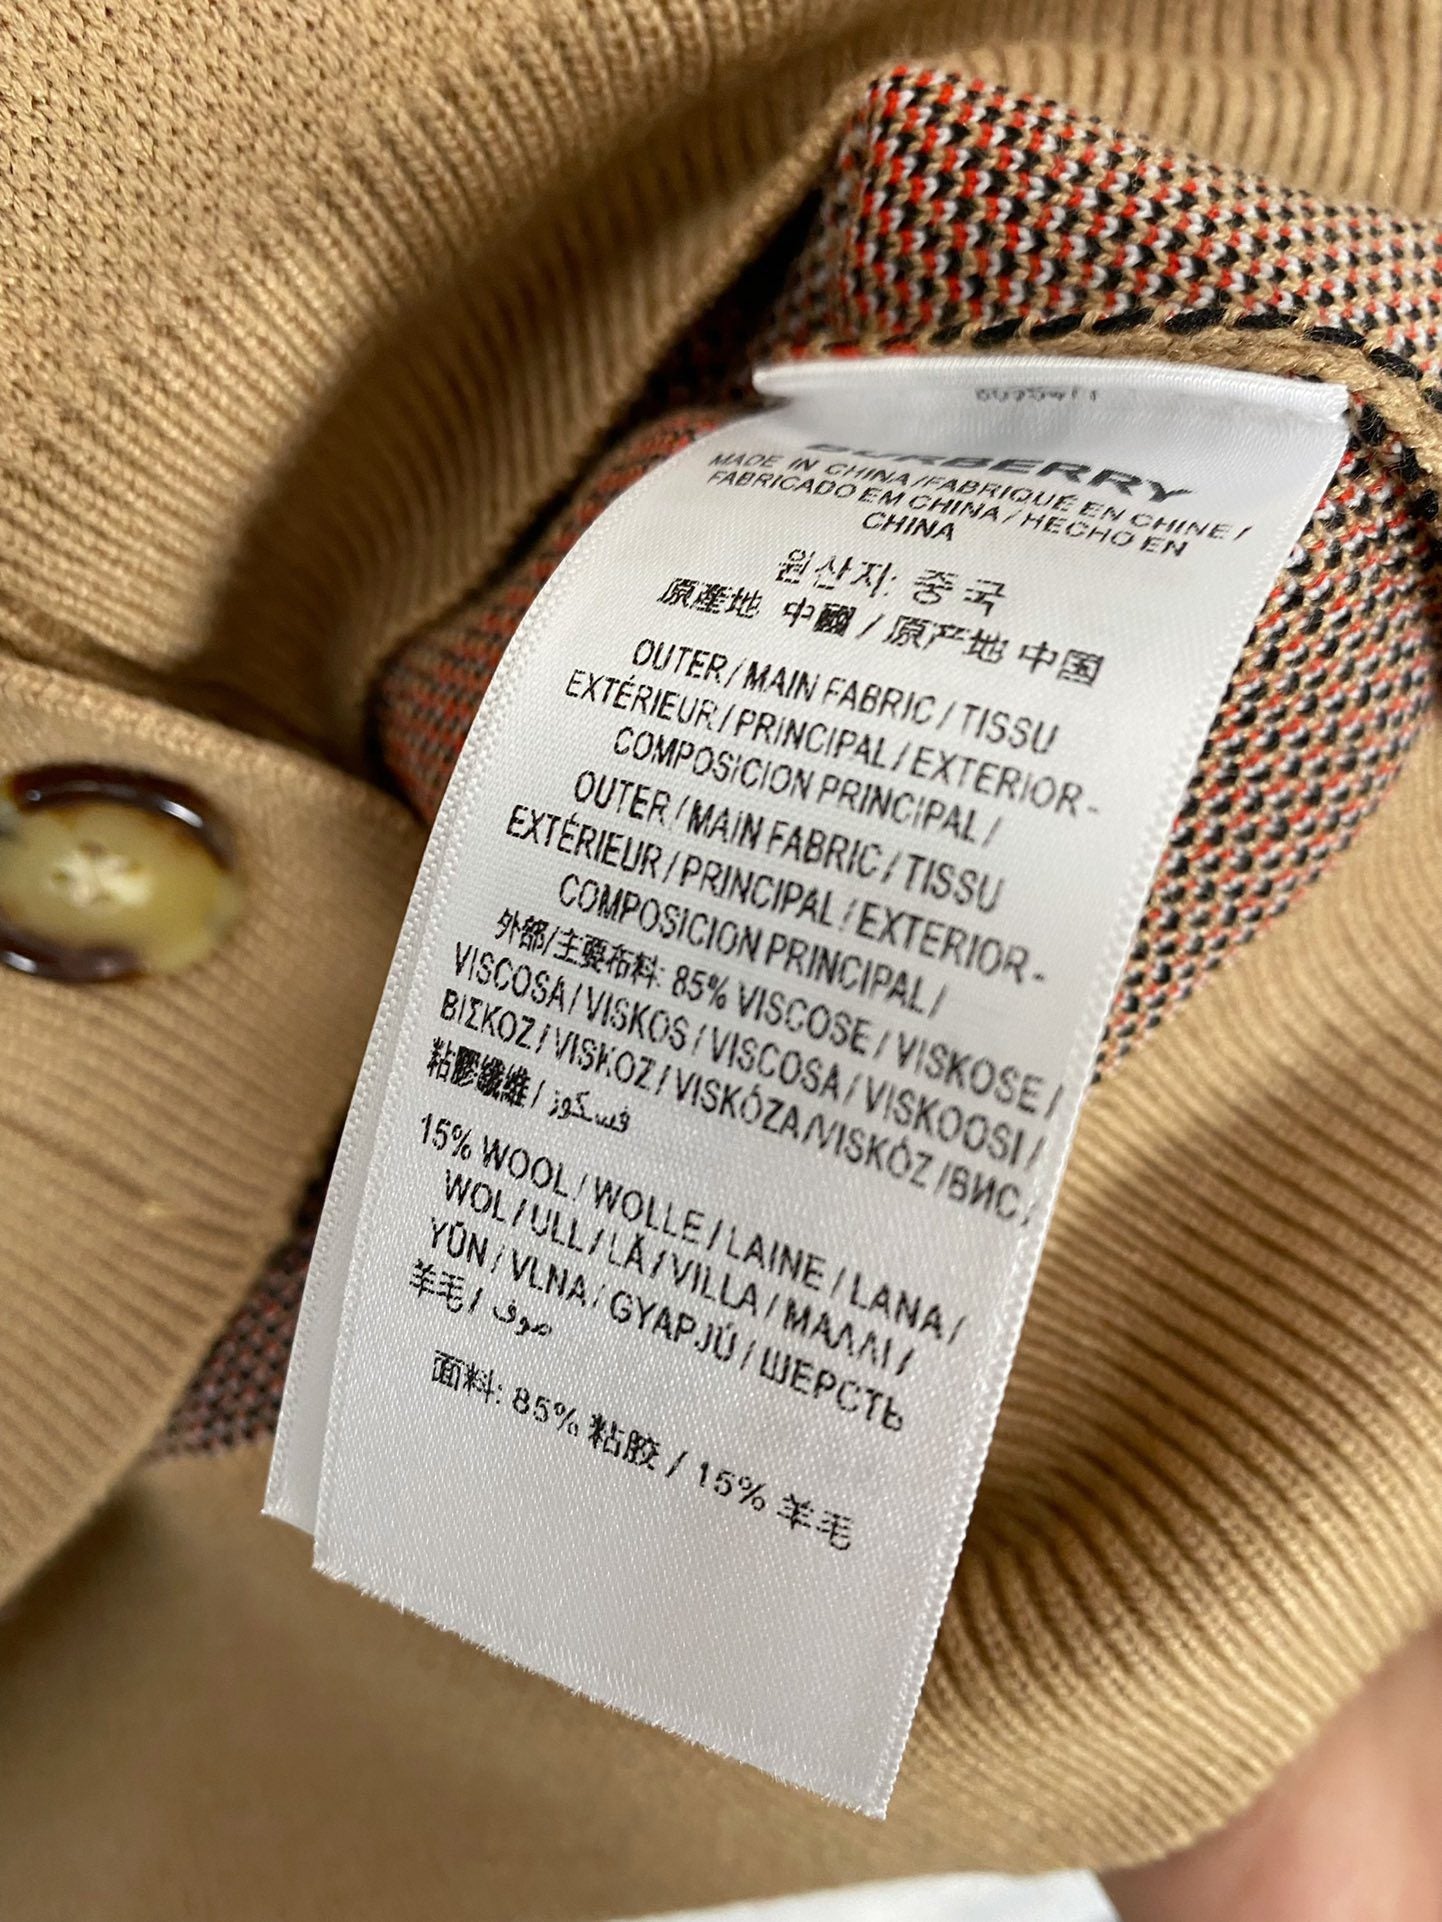 BURBERRY
MADE IN CHINA / FABRIQUÉ EN CHINE /
FABRICADO EM CHINA / HECHO EN
CHINA
원산지: 중국
原產地 中國 / 原产地 中国
OUTER / MAIN FABRIC / TISSU
EXTÉRIEUR / PRINCIPAL / EXTERIOR-
COMPOSICION PRINCIPAL /
OUTER / MAIN FABRIC / TISSU
EXTÉRIEUR / PRINCIPAL / EXTERIOR-
COMPOSICION PRINCIPAL /
外部/主要布料: 85% VISCOSE / VISKOSE /
VISCOSA / VISKOS / VISCOSA / VISKOOSI /
ΒΙΣΚΟΖ / VISKOZ / VISKÓZA / VISKÓZ / ВИС. /
粘膠纖維 / فسكوز
15% WOOL / WOLLE / LAINE / LANA /
WOL / ULL / LÃ / VILLA / ΜΑΛΛΙ /
YÜN / VLNA / GYAPJÚ / ШЕРСТЬ
羊毛 / صوف
面料: 85% 粘胶 / 15% 羊毛